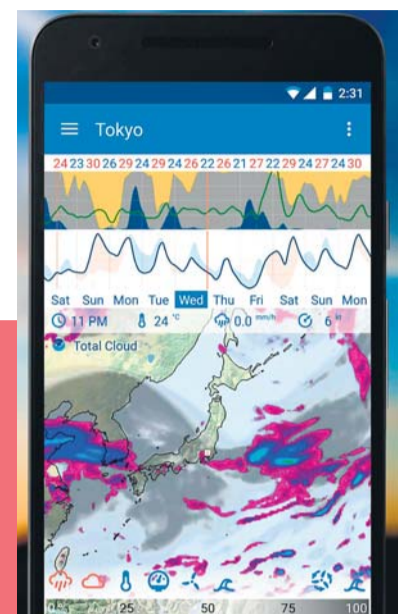 2:31
Tokyo
24 23 30 26 29 24 29 24 26 22 26 21 27 22 29 24 27 24 30
Sat Sun Mon Tue Wed Thu Fri Sat Sun Mon
11 PM 24 °C 0.0 mm/h 6 in
Total Cloud
0% 25 50 75 100